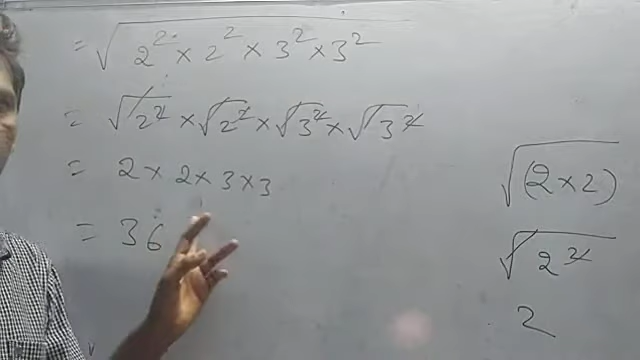 = √2² × 2² × 3² × 3²
= √2² × √2² × √3² × √3²
= 2 × 2 × 3 × 3
= 36
√(2 × 2)
√2²
2